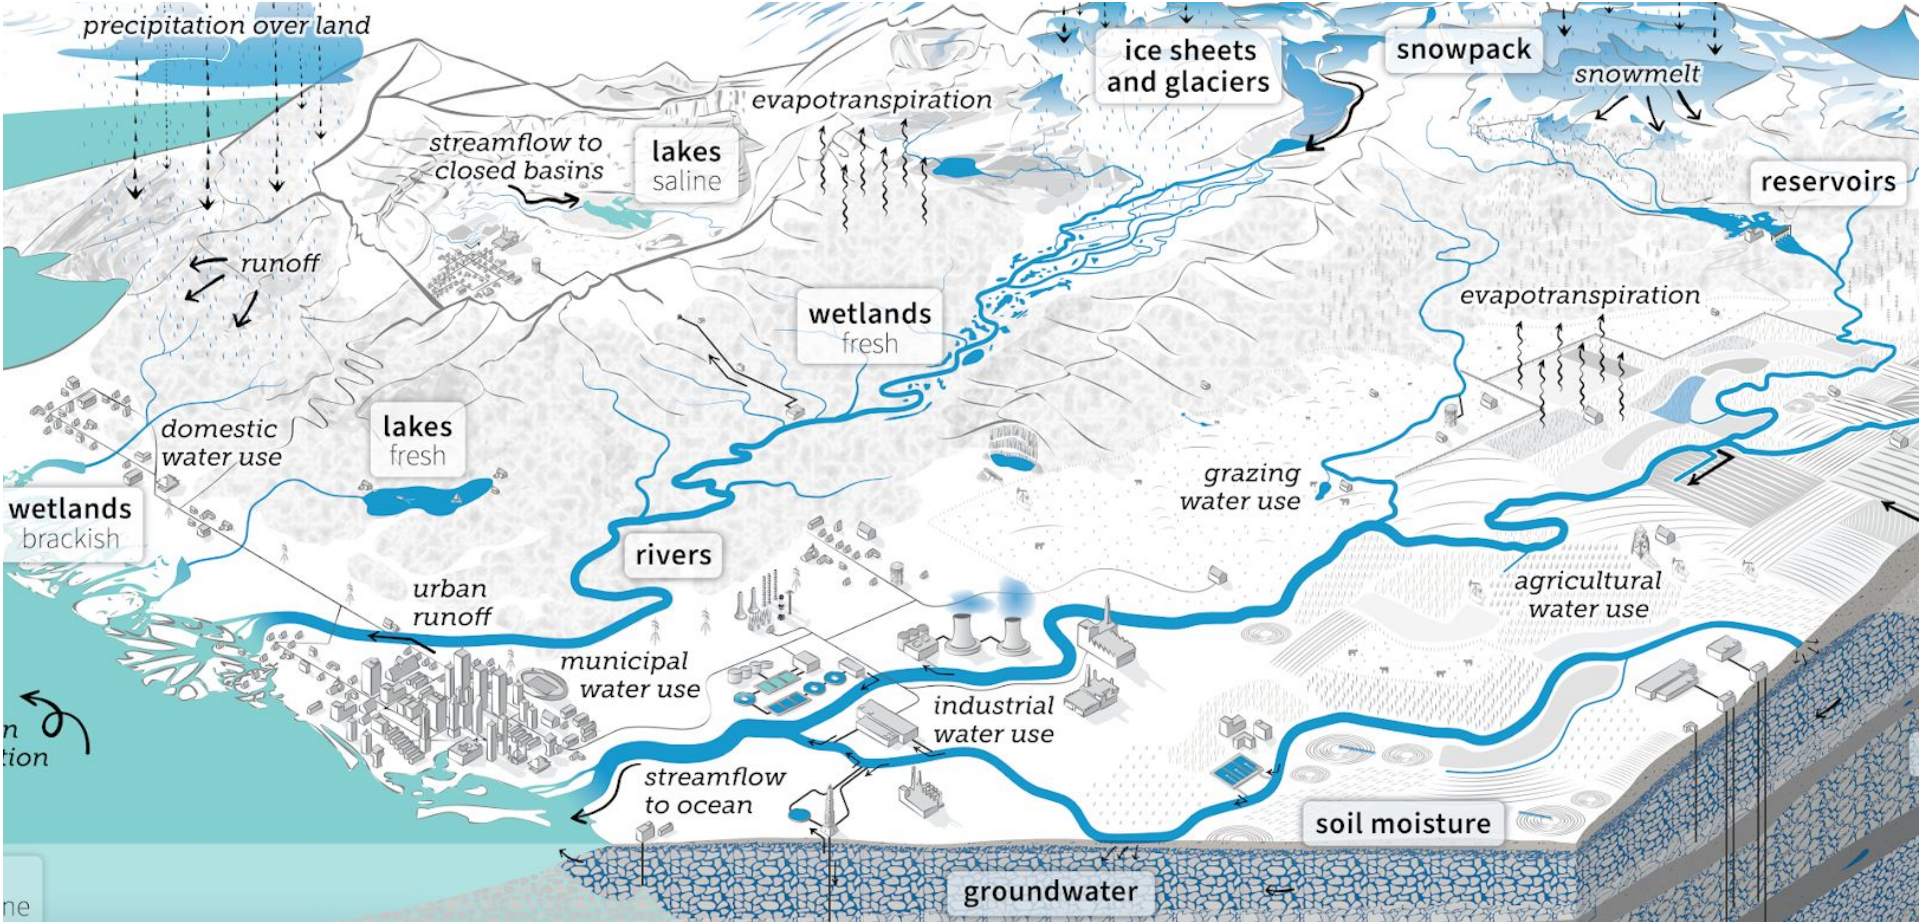 precipitation over land
ice sheets
and glaciers
snowpack
snowmelt
evapotranspiration
streamflow to
closed basins
lakes
saline
reservoirs
runoff
wetlands
fresh
evapotranspiration
domestic
water use
lakes
fresh
grazing
water use
wetlands
brackish
rivers
urban
runoff
agricultural
water use
municipal
water use
industrial
water use
n
tion
streamflow
to ocean
soil moisture
groundwater
ne